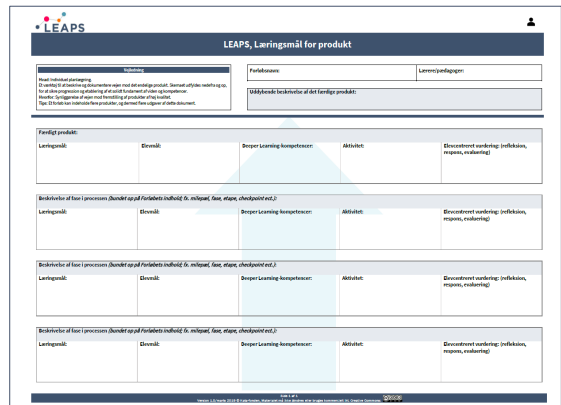 LEAPS
LEAPS, Læringsmål for produkt
Vejledning
Hvad: Individuel planlægning.
Et værktøj til at beskrive og dokumentere vejen mod det endelige produkt. Skemaet udfyldes nedefra og op,
for at sikre progression og etablering af et solidt fundament af viden og kompetencer.
Hvorfor: Synliggørelse af vejen mod fremstilling af produkter af høj kvalitet.
Tips: Et forløb kan indeholde flere produkter, og dermed flere udgaver af dette dokument.
Forløbsnavn:
Lærere/pædagoger:
Uddybende beskrivelse af det færdige produkt:
Færdigt produkt:
Læringsmål:
Elevmål:
Deeper Learning-kompetencer:
Aktivitet:
Elevcentreret vurdering: (refleksion,
respons, evaluering)
Beskrivelse af fase i processen (bundet op på Forløbets indhold; fx. milepæl, fase, etape, checkpoint ect.):
Læringsmål:
Elevmål:
Deeper Learning-kompetencer:
Aktivitet:
Elevcentreret vurdering: (refleksion,
respons, evaluering)
Beskrivelse af fase i processen (bundet op på Forløbets indhold; fx. milepæl, fase, etape, checkpoint ect.):
Læringsmål:
Elevmål:
Deeper Learning-kompetencer:
Aktivitet:
Elevcentreret vurdering: (refleksion,
respons, evaluering)
Beskrivelse af fase i processen (bundet op på Forløbets indhold; fx. milepæl, fase, etape, checkpoint ect.):
Læringsmål:
Elevmål:
Deeper Learning-kompetencer:
Aktivitet:
Elevcentreret vurdering: (refleksion,
respons, evaluering)
Side 1 af 1